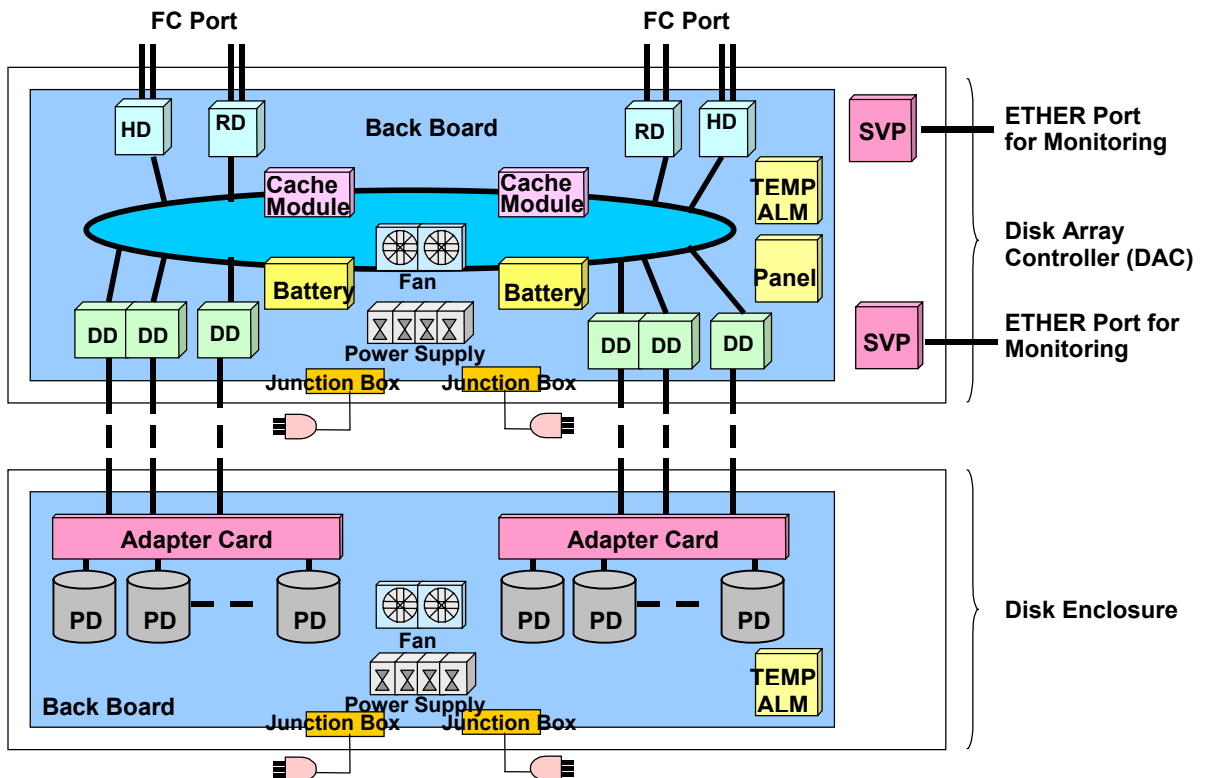 FC Port
FC Port
HD
RD
Back Board
RD
HD
SVP
ETHER Port
for Monitoring
Cache
Module
Cache
Module
TEMP
ALM
Disk Array
Controller (DAC)
Fan
Battery
Battery
Panel
DD
DD
DD
Power Supply
DD
DD
DD
SVP
ETHER Port for
Monitoring
Junction Box
Junction Box
Adapter Card
Adapter Card
PD
PD
PD
PD
PD
PD
Fan
Disk Enclosure
TEMP
ALM
Back Board
Power Supply
Junction Box
Junction Box